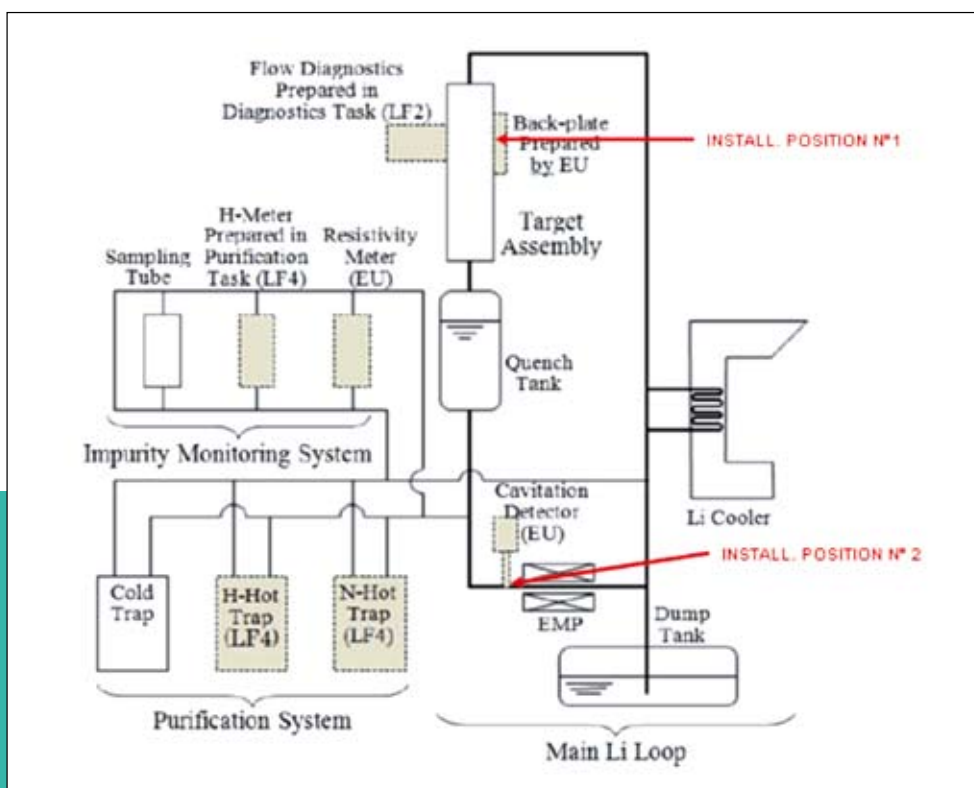 Flow Diagnostics
Prepared in
Diagnostics Task (LF2)
Back-plate
Prepared
by EU
INSTALL. POSITION N°1
Target
Assembly
H-Meter
Prepared in
Purification
Task (LF4)
Resistivity
Meter
(EU)
Sampling
Tube
Quench
Tank
Impurity Monitoring System
Li Cooler
Cavitation
Detector
(EU)
INSTALL. POSITION N° 2
EMP
Cold
Trap
H-Hot
Trap
(LF4)
N-Hot
Trap
(LF4)
Dump
Tank
Purification System
Main Li Loop